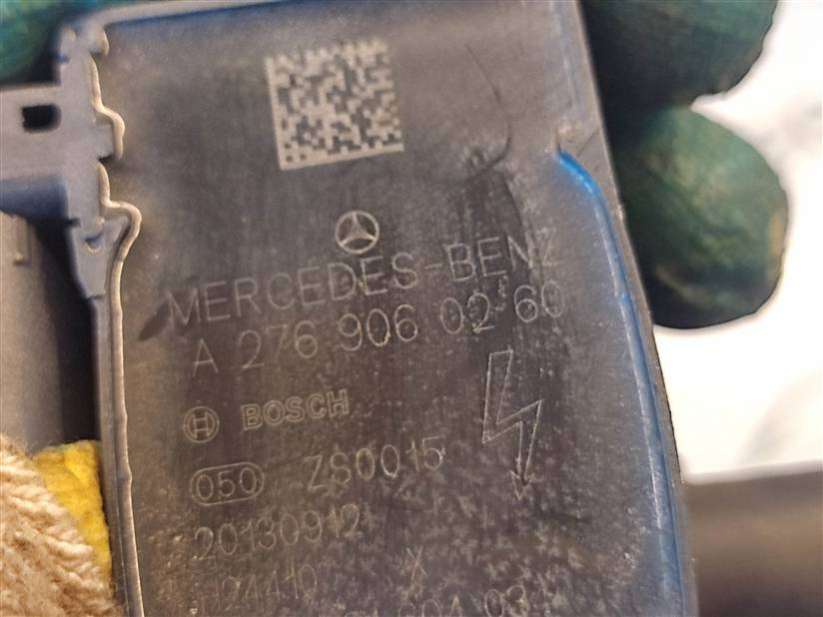 MERCEDES-BENZ
A 276 906 02 60
BOSCH
050 ZS0015
20130912